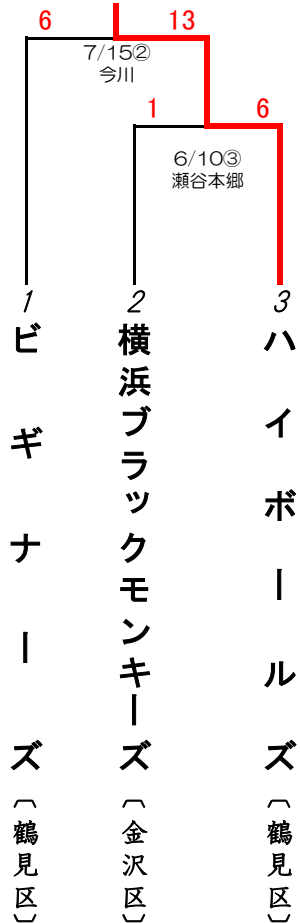 6 13
7/15②
今川
1 6
6/10③
瀬谷本郷
1
2
3
ビギナーズ〔鶴見区〕
横浜ブラックモンキーズ〔金沢区〕
ハイボールズ〔鶴見区〕